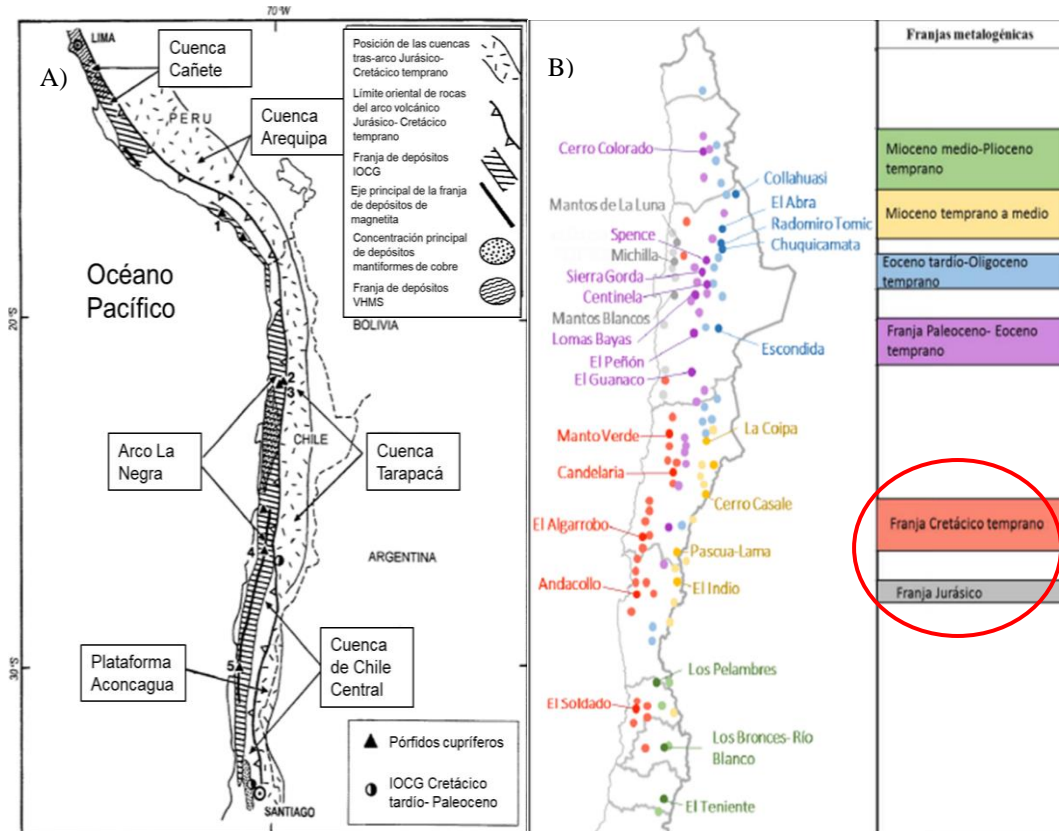 A)
70°W
LIMA
Cuenca
Cañete
PERU
Cuenca
Arequipa
1
Océano
Pacífico
20°S
BOLIVIA
2
3
CHILE
Arco La
Negra
Cuenca
Tarapacá
4
ARGENTINA
Plataforma
Aconcagua
Cuenca
de Chile
Central
30°S
5
SANTIAGO
Posición de las cuencas
tras-arco Jurásico-
Cretácico temprano
Límite oriental de rocas
del arco volcánico
Jurásico- Cretácico
temprano
Franja de depósitos
IOCG
Eje principal de la franja
de depósitos de
magnetita
Concentración principal
de depósitos
mantiformes de cobre
Franja de depósitos
VHMS
Pórfidos cupríferos
IOCG Cretácico
tardío- Paleoceno
B)
Cerro Colorado
Collahuasi
Mantos de La Luna
El Abra
Radomiro Tomic
Spence
Chuquicamata
Michilla
Sierra Gorda
Centinela
Mantos Blancos
Lomas Bayas
Escondida
El Peñón
El Guanaco
La Coipa
Manto Verde
Candelaria
Cerro Casale
El Algarrobo
Pascua-Lama
Andacollo
El Indio
Los Pelambres
El Soldado
Los Bronces- Río
Blanco
El Teniente
Franjas metalogénicas
Mioceno medio-Plioceno
temprano
Mioceno temprano a medio
Eoceno tardío-Oligoceno
temprano
Franja Paleoceno- Eoceno
temprano
Franja Cretácico temprano
Franja Jurásico